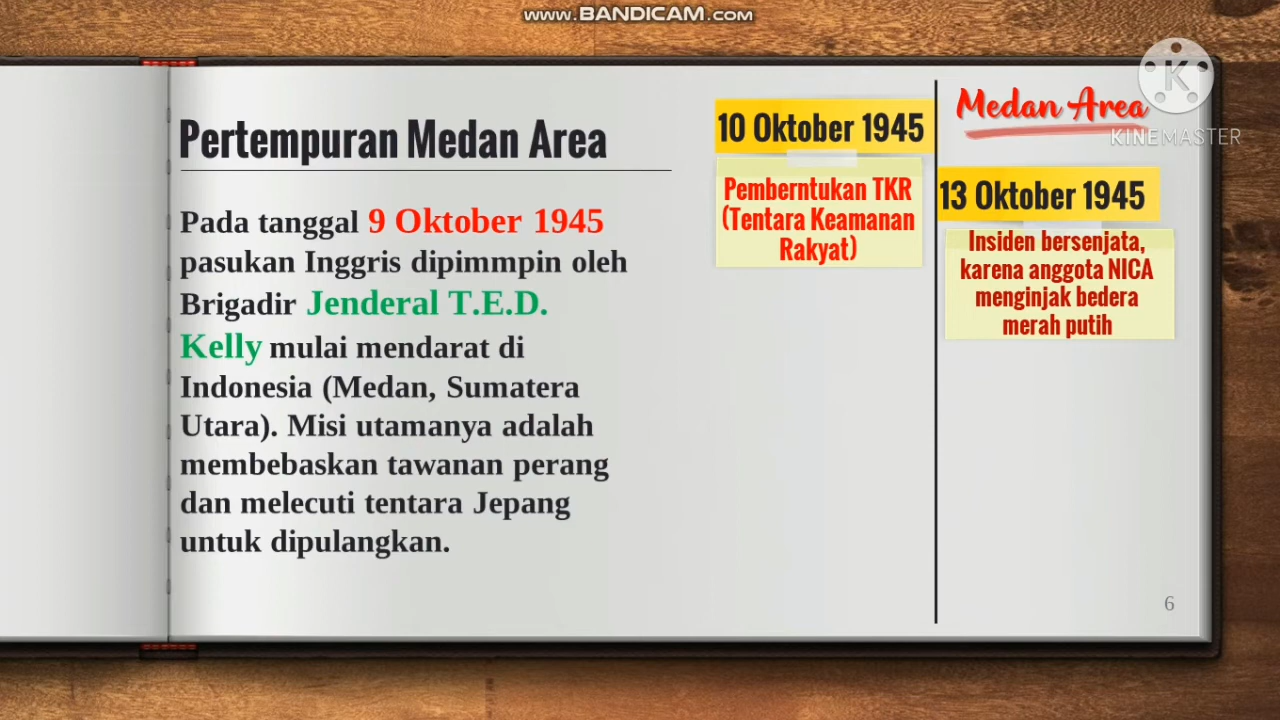 www.BANDICAM.com
Pertempuran Medan Area
Pada tanggal 9 Oktober 1945
pasukan Inggris dipimmpin oleh
Brigadir Jenderal T.E.D.
Kelly mulai mendarat di
Indonesia (Medan, Sumatera
Utara). Misi utamanya adalah
membebaskan tawanan perang
dan melecuti tentara Jepang
untuk dipulangkan.
10 Oktober 1945
Pemberntukan TKR
(Tentara Keamanan
Rakyat)
Medan Area
K
KINEMASTER
13 Oktober 1945
Insiden bersenjata,
karena anggota NICA
menginjak bedera
merah putih
6